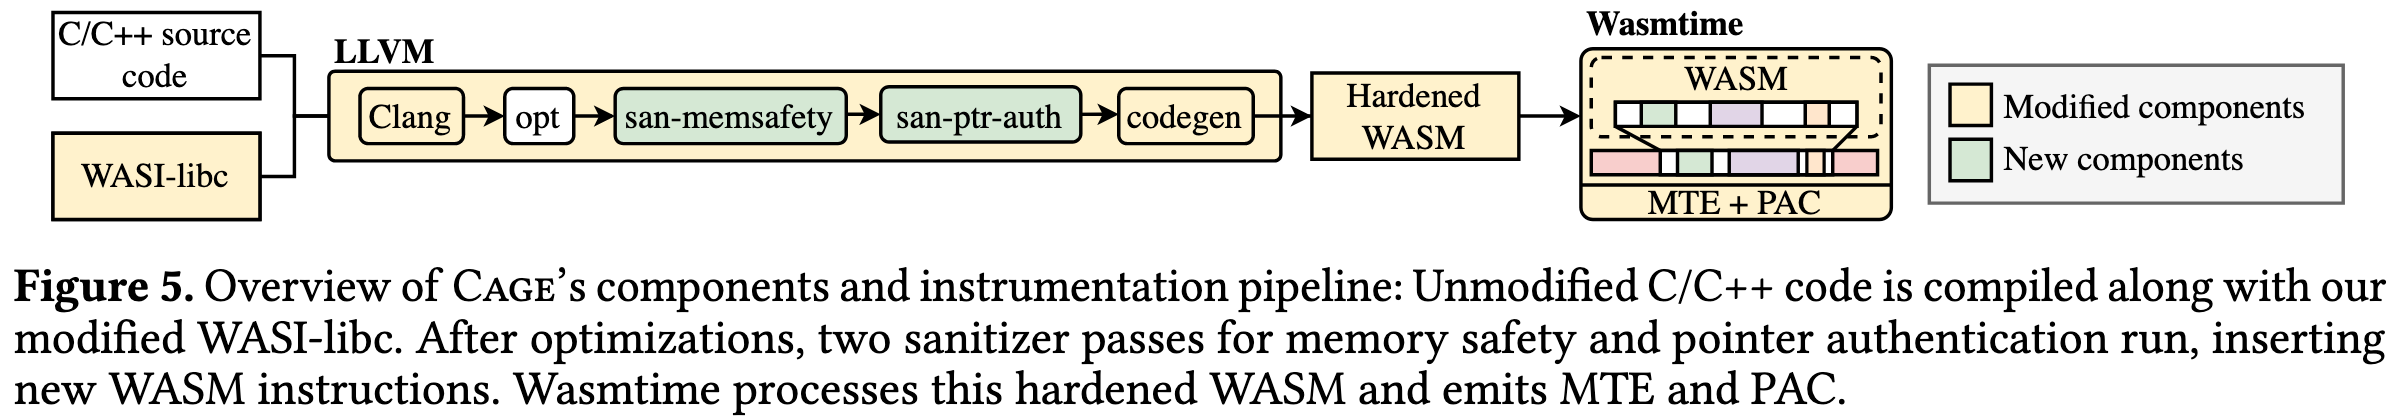 C/C++ source
code
WASI-libc
LLVM
Clang
opt
san-memsafety
san-ptr-auth
codegen
Hardened
WASM
Wasmtime
WASM
MTE + PAC
Modified components
New components
Figure 5. Overview of Cage's components and instrumentation pipeline: Unmodified C/C++ code is compiled along with our
modified WASI-libc. After optimizations, two sanitizer passes for memory safety and pointer authentication run, inserting
new WASM instructions. Wasmtime processes this hardened WASM and emits MTE and PAC.